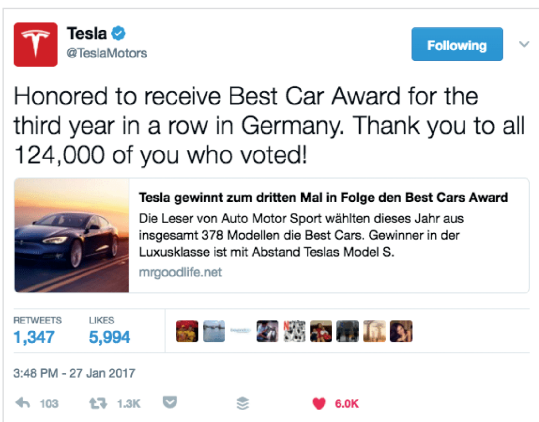 Tesla
@TeslaMotors
Following
Honored to receive Best Car Award for the
third year in a row in Germany. Thank you to all
124,000 of you who voted!
Tesla gewinnt zum dritten Mal in Folge den Best Cars Award
Die Leser von Auto Motor Sport wählten dieses Jahr aus
insgesamt 378 Modellen die Best Cars. Gewinner in der
Luxusklasse ist mit Abstand Teslas Model S.
mrgoodlife.net
RETWEETS LIKES
1,347 5,994
3:48 PM - 27 Jan 2017
103 1.3K 6.0K